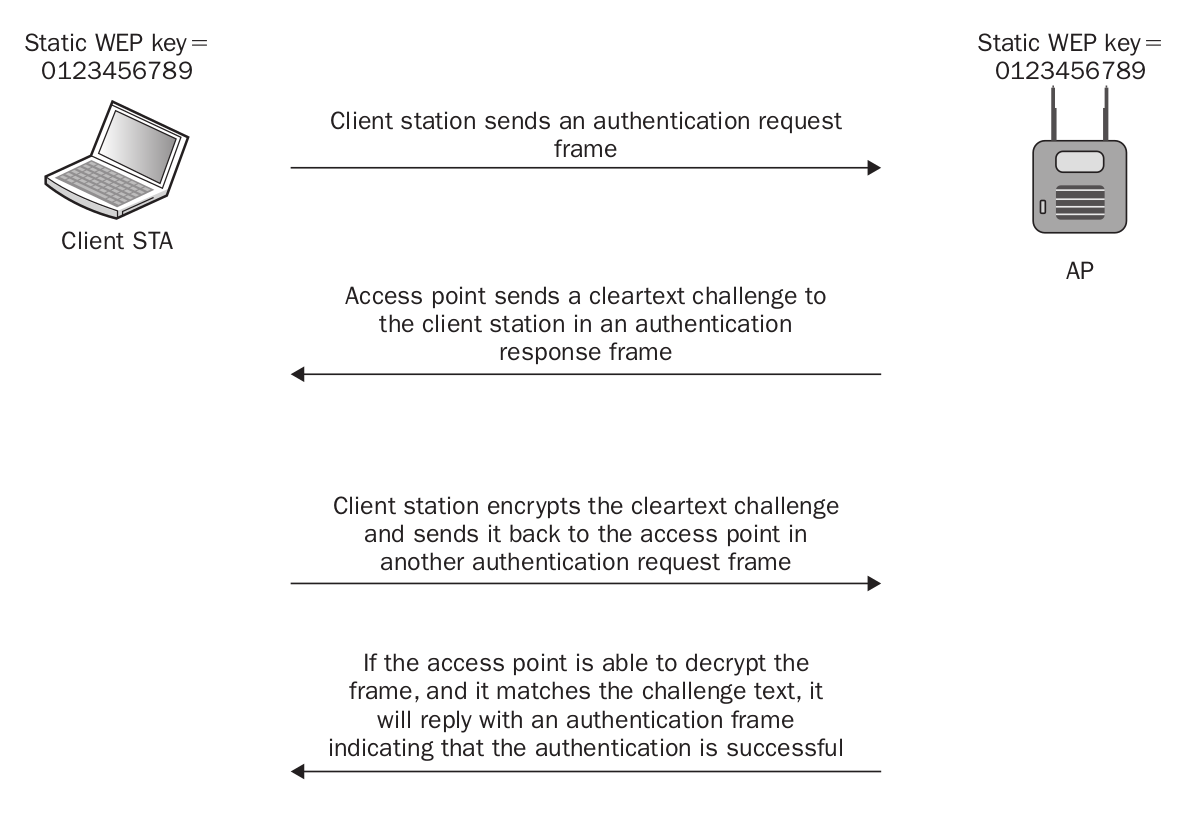 Static WEP key=
0123456789
Static WEP key=
0123456789
Client station sends an authentication request
frame
Client STA
AP
Access point sends a cleartext challenge to
the client station in an authentication
response frame
Client station encrypts the cleartext challenge
and sends it back to the access point in
another authentication request frame
If the access point is able to decrypt the
frame, and it matches the challenge text, it
will reply with an authentication frame
indicating that the authentication is successful